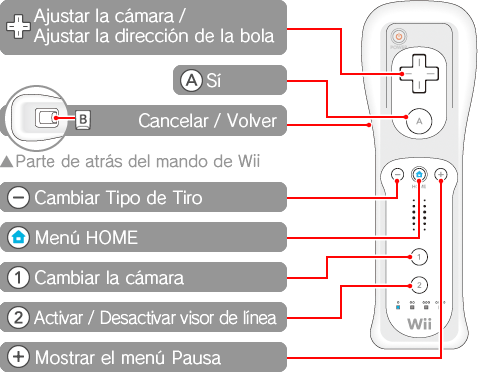 Ajustar la cámara /
Ajustar la dirección de la bola
A Sí
B Cancelar / Volver
▲Parte de atrás del mando de Wii
− Cambiar Tipo de Tiro
Menú HOME
1 Cambiar la cámara
2 Activar / Desactivar visor de línea
+ Mostrar el menú Pausa
POWER
A
− +
HOME
1
2
Wii